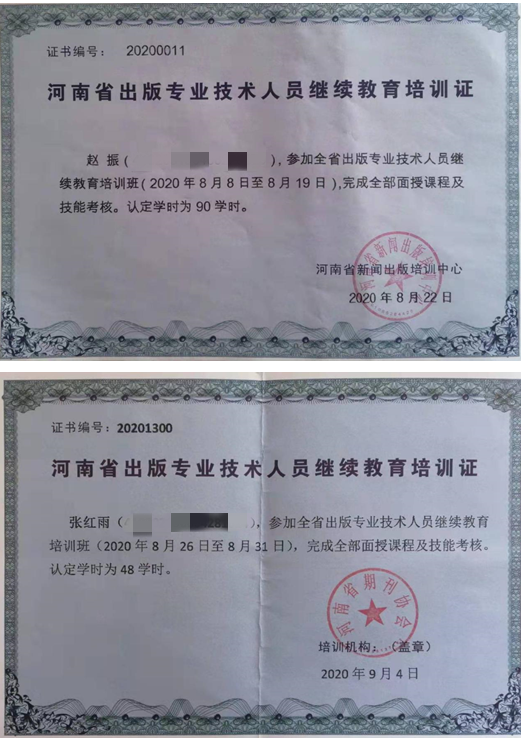 证书编号： 20200011
河南省出版专业技术人员继续教育培训证
赵 振（ ），参加全省出版专业技术人员继
续教育培训班（2020年8月8日至8月19日），完成全部面授课程及
技能考核。认定学时为90学时。
河南省新闻出版培训中心
2020年8月22日
证书编号：20201300
河南省出版专业技术人员继续教育培训证
张红雨（ ），参加全省出版专业技术人员继续教育
培训班（2020年8月26日至8月31日），完成全部面授课程及技能考核。
认定学时为48学时。
河南省期刊协会
培训机构：（盖章）
2020年9月4日